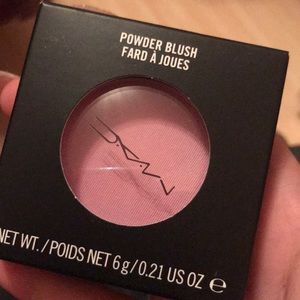 POWDER BLUSH
FARD À JOUES
M·A·C
NET WT./POIDS NET 6 g/0.21 US OZ ℮